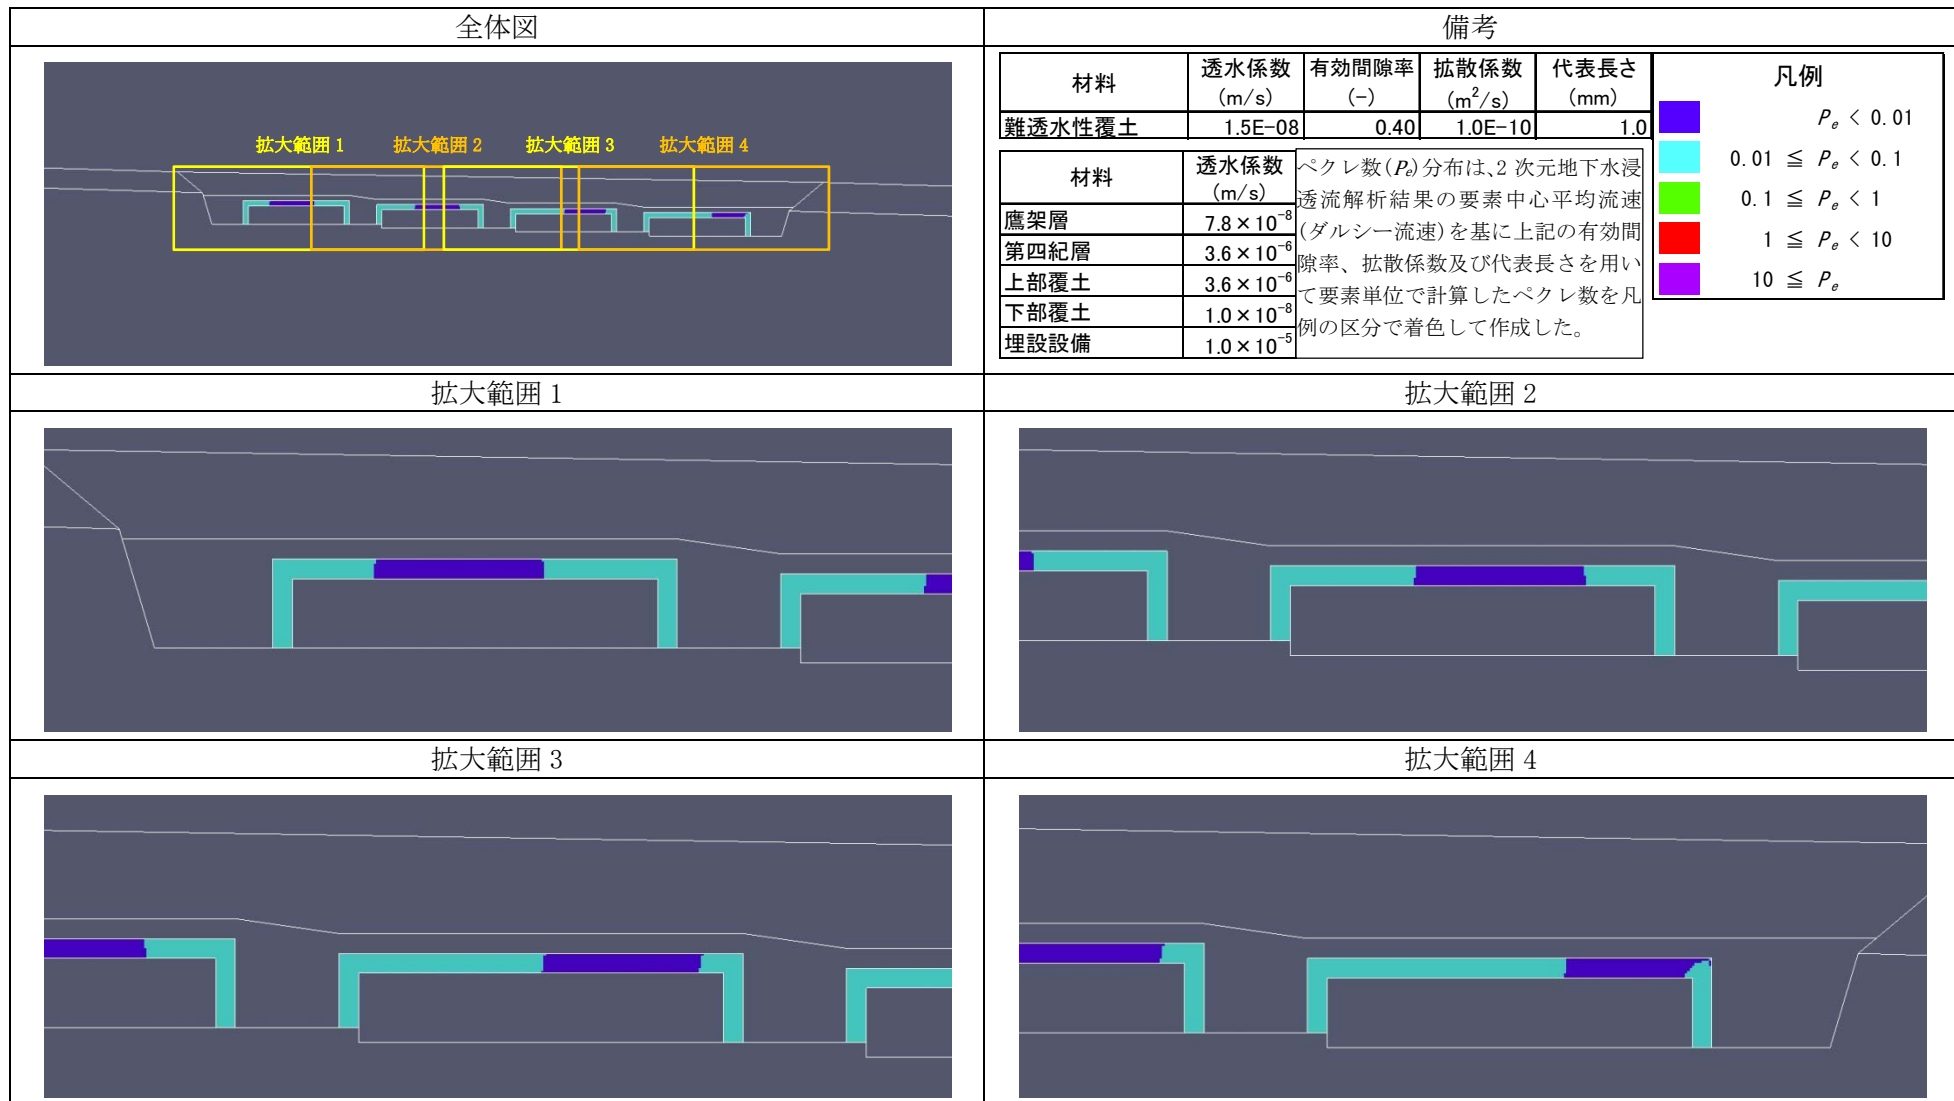 全体図
備考
拡大範囲 1
拡大範囲 2
拡大範囲 3
拡大範囲 4
材料 透水係数 (m/s) 有効間隙率 (-) 拡散係数 (m²/s) 代表長さ (mm)
難透水性覆土 1.5E-08 0.40 1.0E-10 1.0
材料 透水係数 (m/s)
鷹架層 7.8×10⁻⁸
第四紀層 3.6×10⁻⁶
上部覆土 3.6×10⁻⁶
下部覆土 1.0×10⁻⁸
埋設設備 1.0×10⁻⁵
ペクレ数(Pe)分布は、2 次元地下水浸
透流解析結果の要素中心平均流速
(ダルシー流速)を基に上記の有効間
隙率、拡散係数及び代表長さを用い
て要素単位で計算したペクレ数を凡
例の区分で着色して作成した。
凡例
Pe < 0.01
0.01 ≦ Pe < 0.1
0.1 ≦ Pe < 1
1 ≦ Pe < 10
10 ≦ Pe
拡大範囲 1
拡大範囲 2
拡大範囲 3
拡大範囲 4